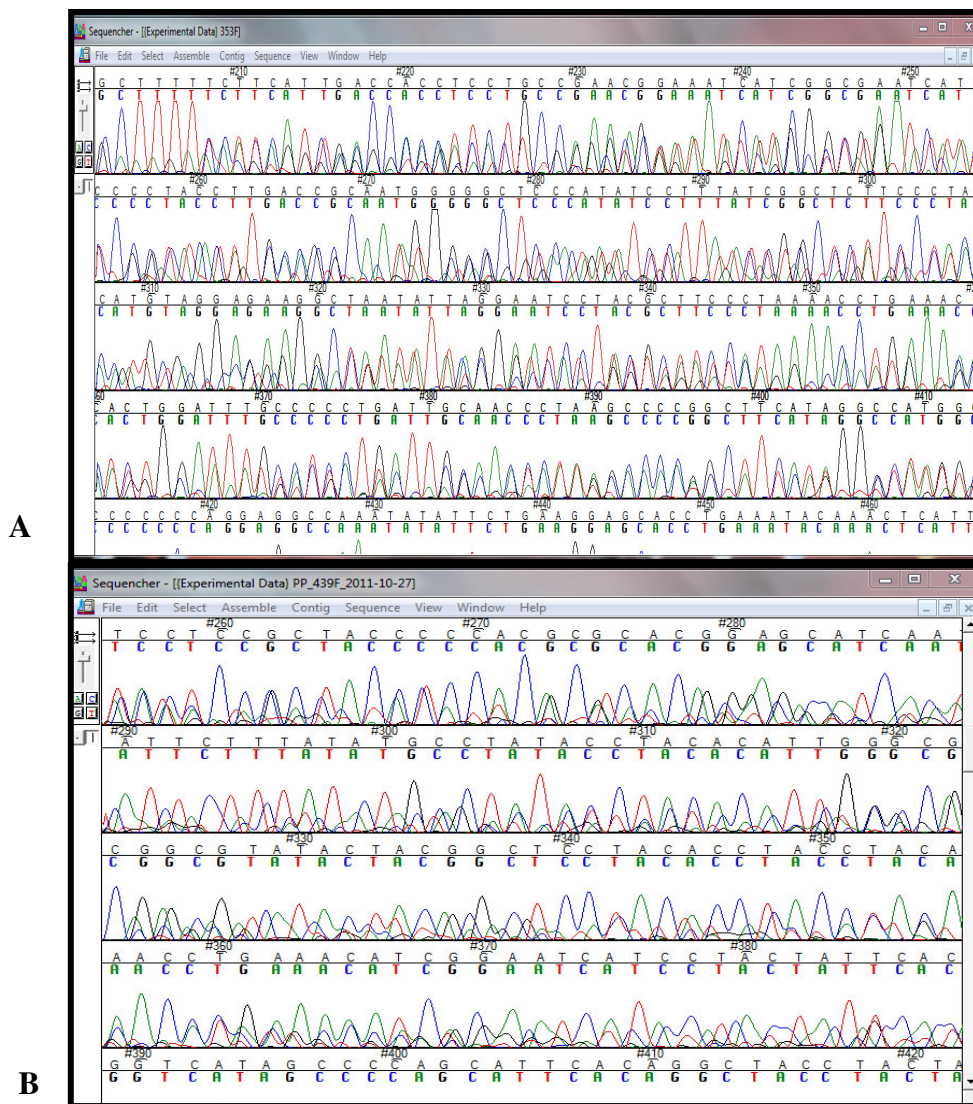 Sequencher - [{Experimental Data} 353F]
File Edit Select Assemble Contig Sequence View Window Help
#210 #220 #230 #240 #250
G C T T T T T C T T C A T T G A C C A C C T C C T G C C G A A C G G A A A T C A T C G G C G A A T C A T
G C T T T T T C T T C A T T G A C C A C C T C C T G C C G A A C G G A A A T C A T C G G C G A A T C A T
#260 #270 #280 #290 #300
C C C C T A C C T T G A C C G C A A T G G G G G C T C C C A T A T C C T T T A T C G G C T C T T C C C T A
C C C C T A C C T T G A C C G C A A T G G G G G C T C C C A T A T C C T T T A T C G G C T C T T C C C T A
#310 #320 #330 #340 #350
C A T G T A G G A G A A G G C T A A T A T T A G G A A T C C T A C G C T T C C C T A A A A C C T G A A A C
C A T G T A G G A G A A G G C T A A T A T T A G G A A T C C T A C G C T T C C C T A A A A C C T G A A A C C
60 #370 #380 #390 #400 #410
C A C T G G A T T T G C C C C C T G A T T G C A A C C C T A A G C C C C G G C T T C A T A G G C C A T G G C
C A C T G G A T T T G C C C C C T G A T T G C A A C C C T A A G C C C C G G C T T C A T A G G C C A T G G C
#420 #430 #440 #450 #460
C C C C C C A G G A G G C C A A A T A T A T T C T G A A G G A G C A C C T G A A A T A C A A A C T C A T T
C C C C C C A G G A G G C C A A A T A T A T T C T G A A G G A G C A C C T G A A A T A C A A A C T C A T T
A
Sequencher - [{Experimental Data} PP_439F_2011-10-27]
File Edit Select Assemble Contig Sequence View Window Help
#260 #270 #280
T C C T C C G C T A C C C C C A C G C G C A C G G A G C A T C A A T
T C C T C C G C T A C C C C C A C G C G C A C G G A G C A T C A A T
#290 #300 #310 #320
A T T C T T T A T A T G C C T A T A C C T A C A C A T T G G G C G
A T T C T T T A T A T G C C T A T A C C T A C A C A T T G G G C G
#330 #340 #350
C G G C G T A T A C T A C G G C T C C T A C A C C T A C C T A C A
C G G C G T A T A C T A C G G C T C C T A C A C C T A C C T A C A
#360 #370 #380
A A C C T G A A A C A T C G G A A T C A T C C T A C T A T T C A C
A A C C T G A A A C A T C G G A A T C A T C C T A C T A T T C A C
#390 #400 #410 #420
G G T C A T A G C C C C A G C A T T C A C A G G C T A C C T A C T A
G G T C A T A G C C C C A G C A T T C A C A G G C T A C C T A C T A
B